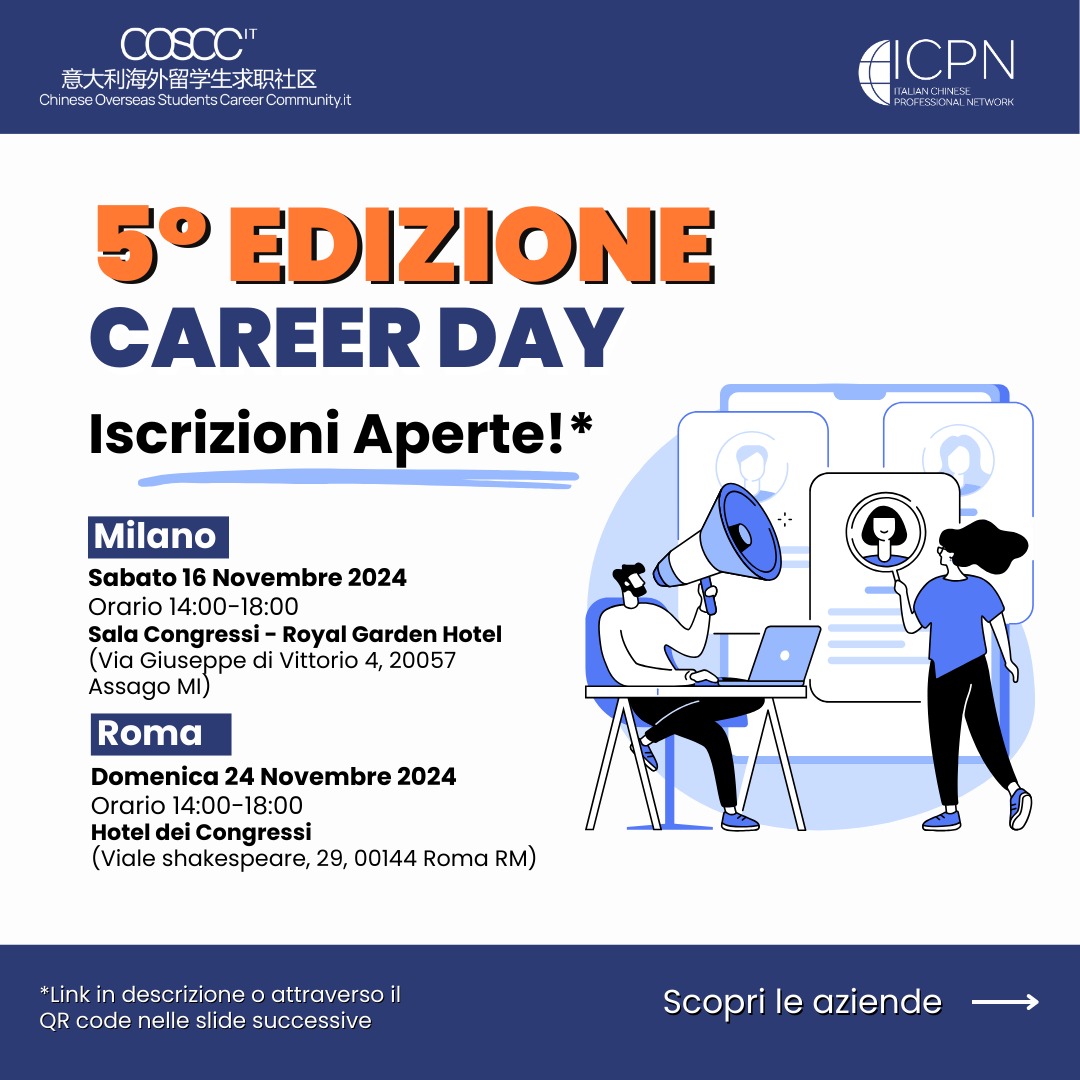 COSCC IT
意大利海外留学生求职社区
Chinese Overseas Students Career Community.it
ICPN
ITALIAN CHINESE
PROFESSIONAL NETWORK
5° EDIZIONE
CAREER DAY
Iscrizioni Aperte!*
Milano
Sabato 16 Novembre 2024
Orario 14:00-18:00
Sala Congressi - Royal Garden Hotel
(Via Giuseppe di Vittorio 4, 20057
Assago MI)
Roma
Domenica 24 Novembre 2024
Orario 14:00-18:00
Hotel dei Congressi
(Viale shakespeare, 29, 00144 Roma RM)
*Link in descrizione o attraverso il
QR code nelle slide successive
Scopri le aziende